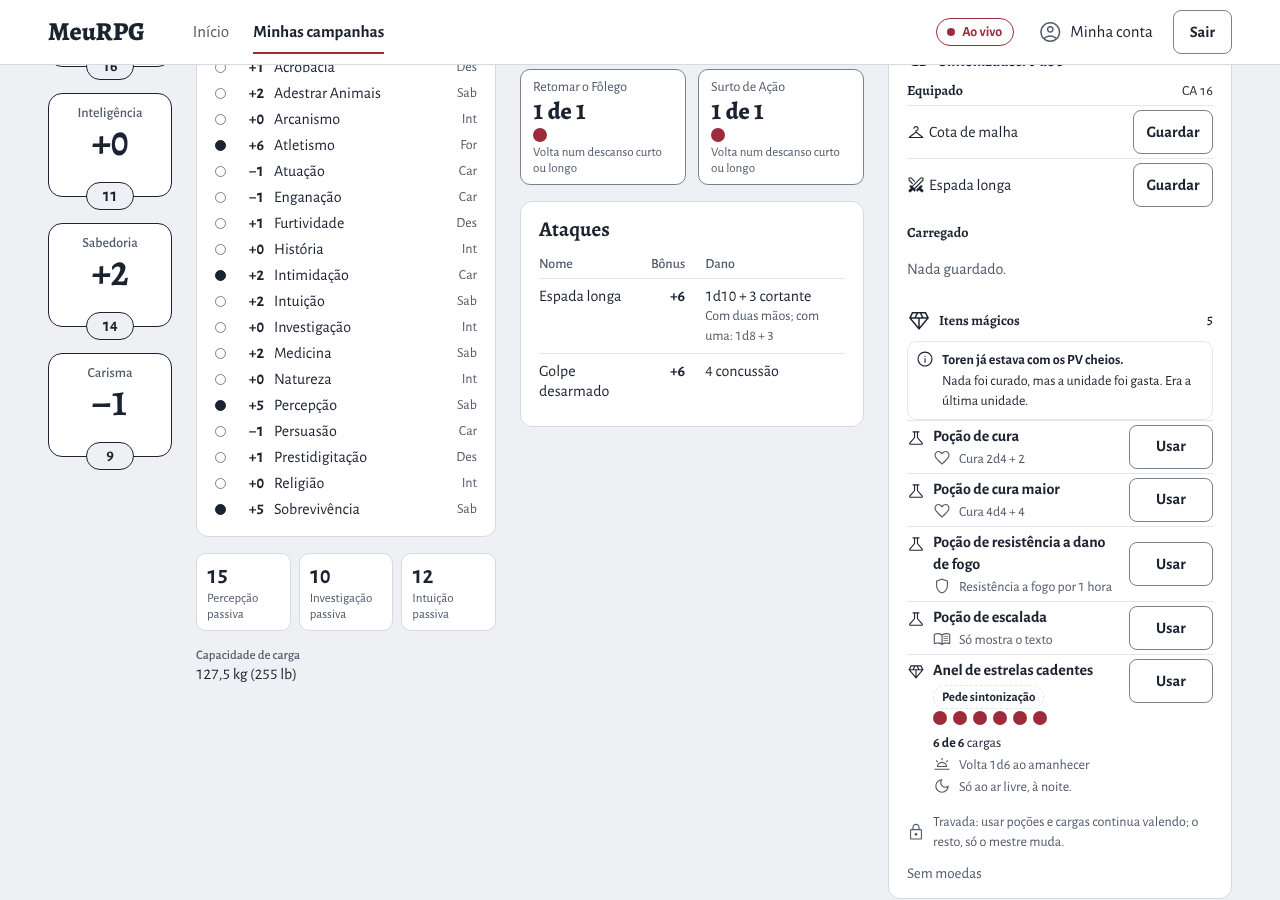 MeuRPG
Início
Minhas campanhas
Ao vivo
Minha conta
Sair
16
Inteligência
+0
11
Sabedoria
+2
14
Carisma
−1
9
+1 Acrobacia Des
+2 Adestrar Animais Sab
+0 Arcanismo Int
+6 Atletismo For
−1 Atuação Car
−1 Enganação Car
+1 Furtividade Des
+0 História Int
+2 Intimidação Car
+2 Intuição Sab
+0 Investigação Int
+2 Medicina Sab
+0 Natureza Int
+5 Percepção Sab
−1 Persuasão Car
+1 Prestidigitação Des
+0 Religião Int
+5 Sobrevivência Sab
15
Percepção
passiva
10
Investigação
passiva
12
Intuição
passiva
Capacidade de carga
127,5 kg (255 lb)
Retomar o Fôlego
1 de 1
Volta num descanso curto
ou longo
Surto de Ação
1 de 1
Volta num descanso curto
ou longo
Ataques
Nome Bônus Dano
Espada longa +6 1d10 + 3 cortante
Com duas mãos; com
uma: 1d8 + 3
Golpe
desarmado
+6 4 concussão
Equipado CA 16
Cota de malha Guardar
Espada longa Guardar
Carregado
Nada guardado.
Itens mágicos 5
Toren já estava com os PV cheios.
Nada foi curado, mas a unidade foi gasta. Era a
última unidade.
Poção de cura
Cura 2d4 + 2
Usar
Poção de cura maior
Cura 4d4 + 4
Usar
Poção de resistência a dano
de fogo
Resistência a fogo por 1 hora
Usar
Poção de escalada
Só mostra o texto
Usar
Anel de estrelas cadentes
Usar
Pede sintonização
6 de 6 cargas
Volta 1d6 ao amanhecer
Só ao ar livre, à noite.
Travada: usar poções e cargas continua valendo; o
resto, só o mestre muda.
Sem moedas